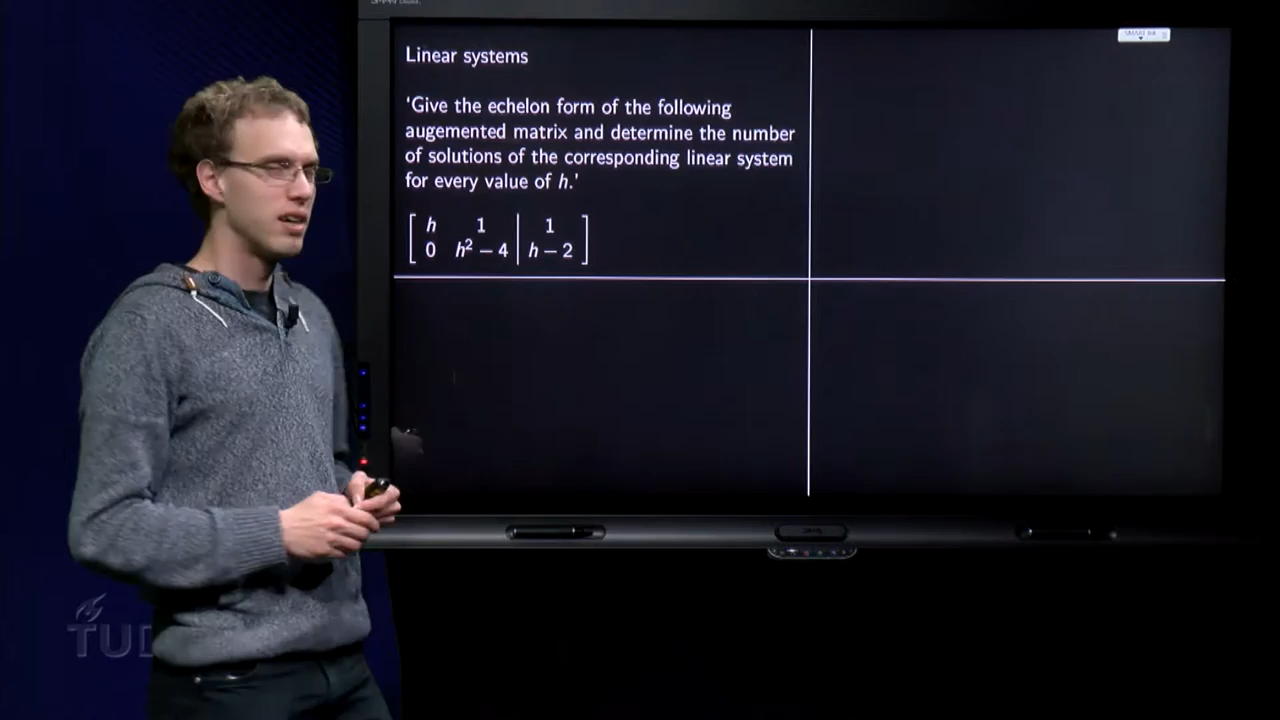 Linear systems
'Give the echelon form of the following
augemented matrix and determine the number
of solutions of the corresponding linear system
for every value of h.'
h 1 | 1
0 h² − 4 | h − 2
TUD